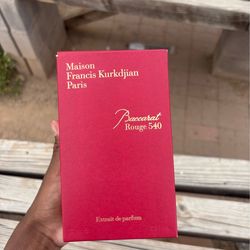 Maison
Francis Kurkdjian
Paris
Baccarat
Rouge 540
Extrait de parfum